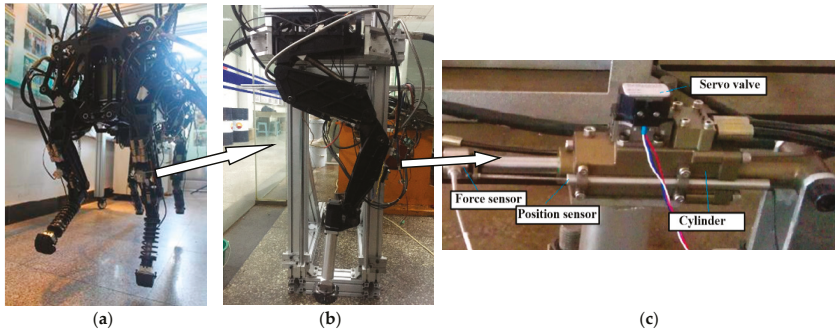 Servo valve
Force sensor
Position sensor
Cylinder
(a)
(b)
(c)